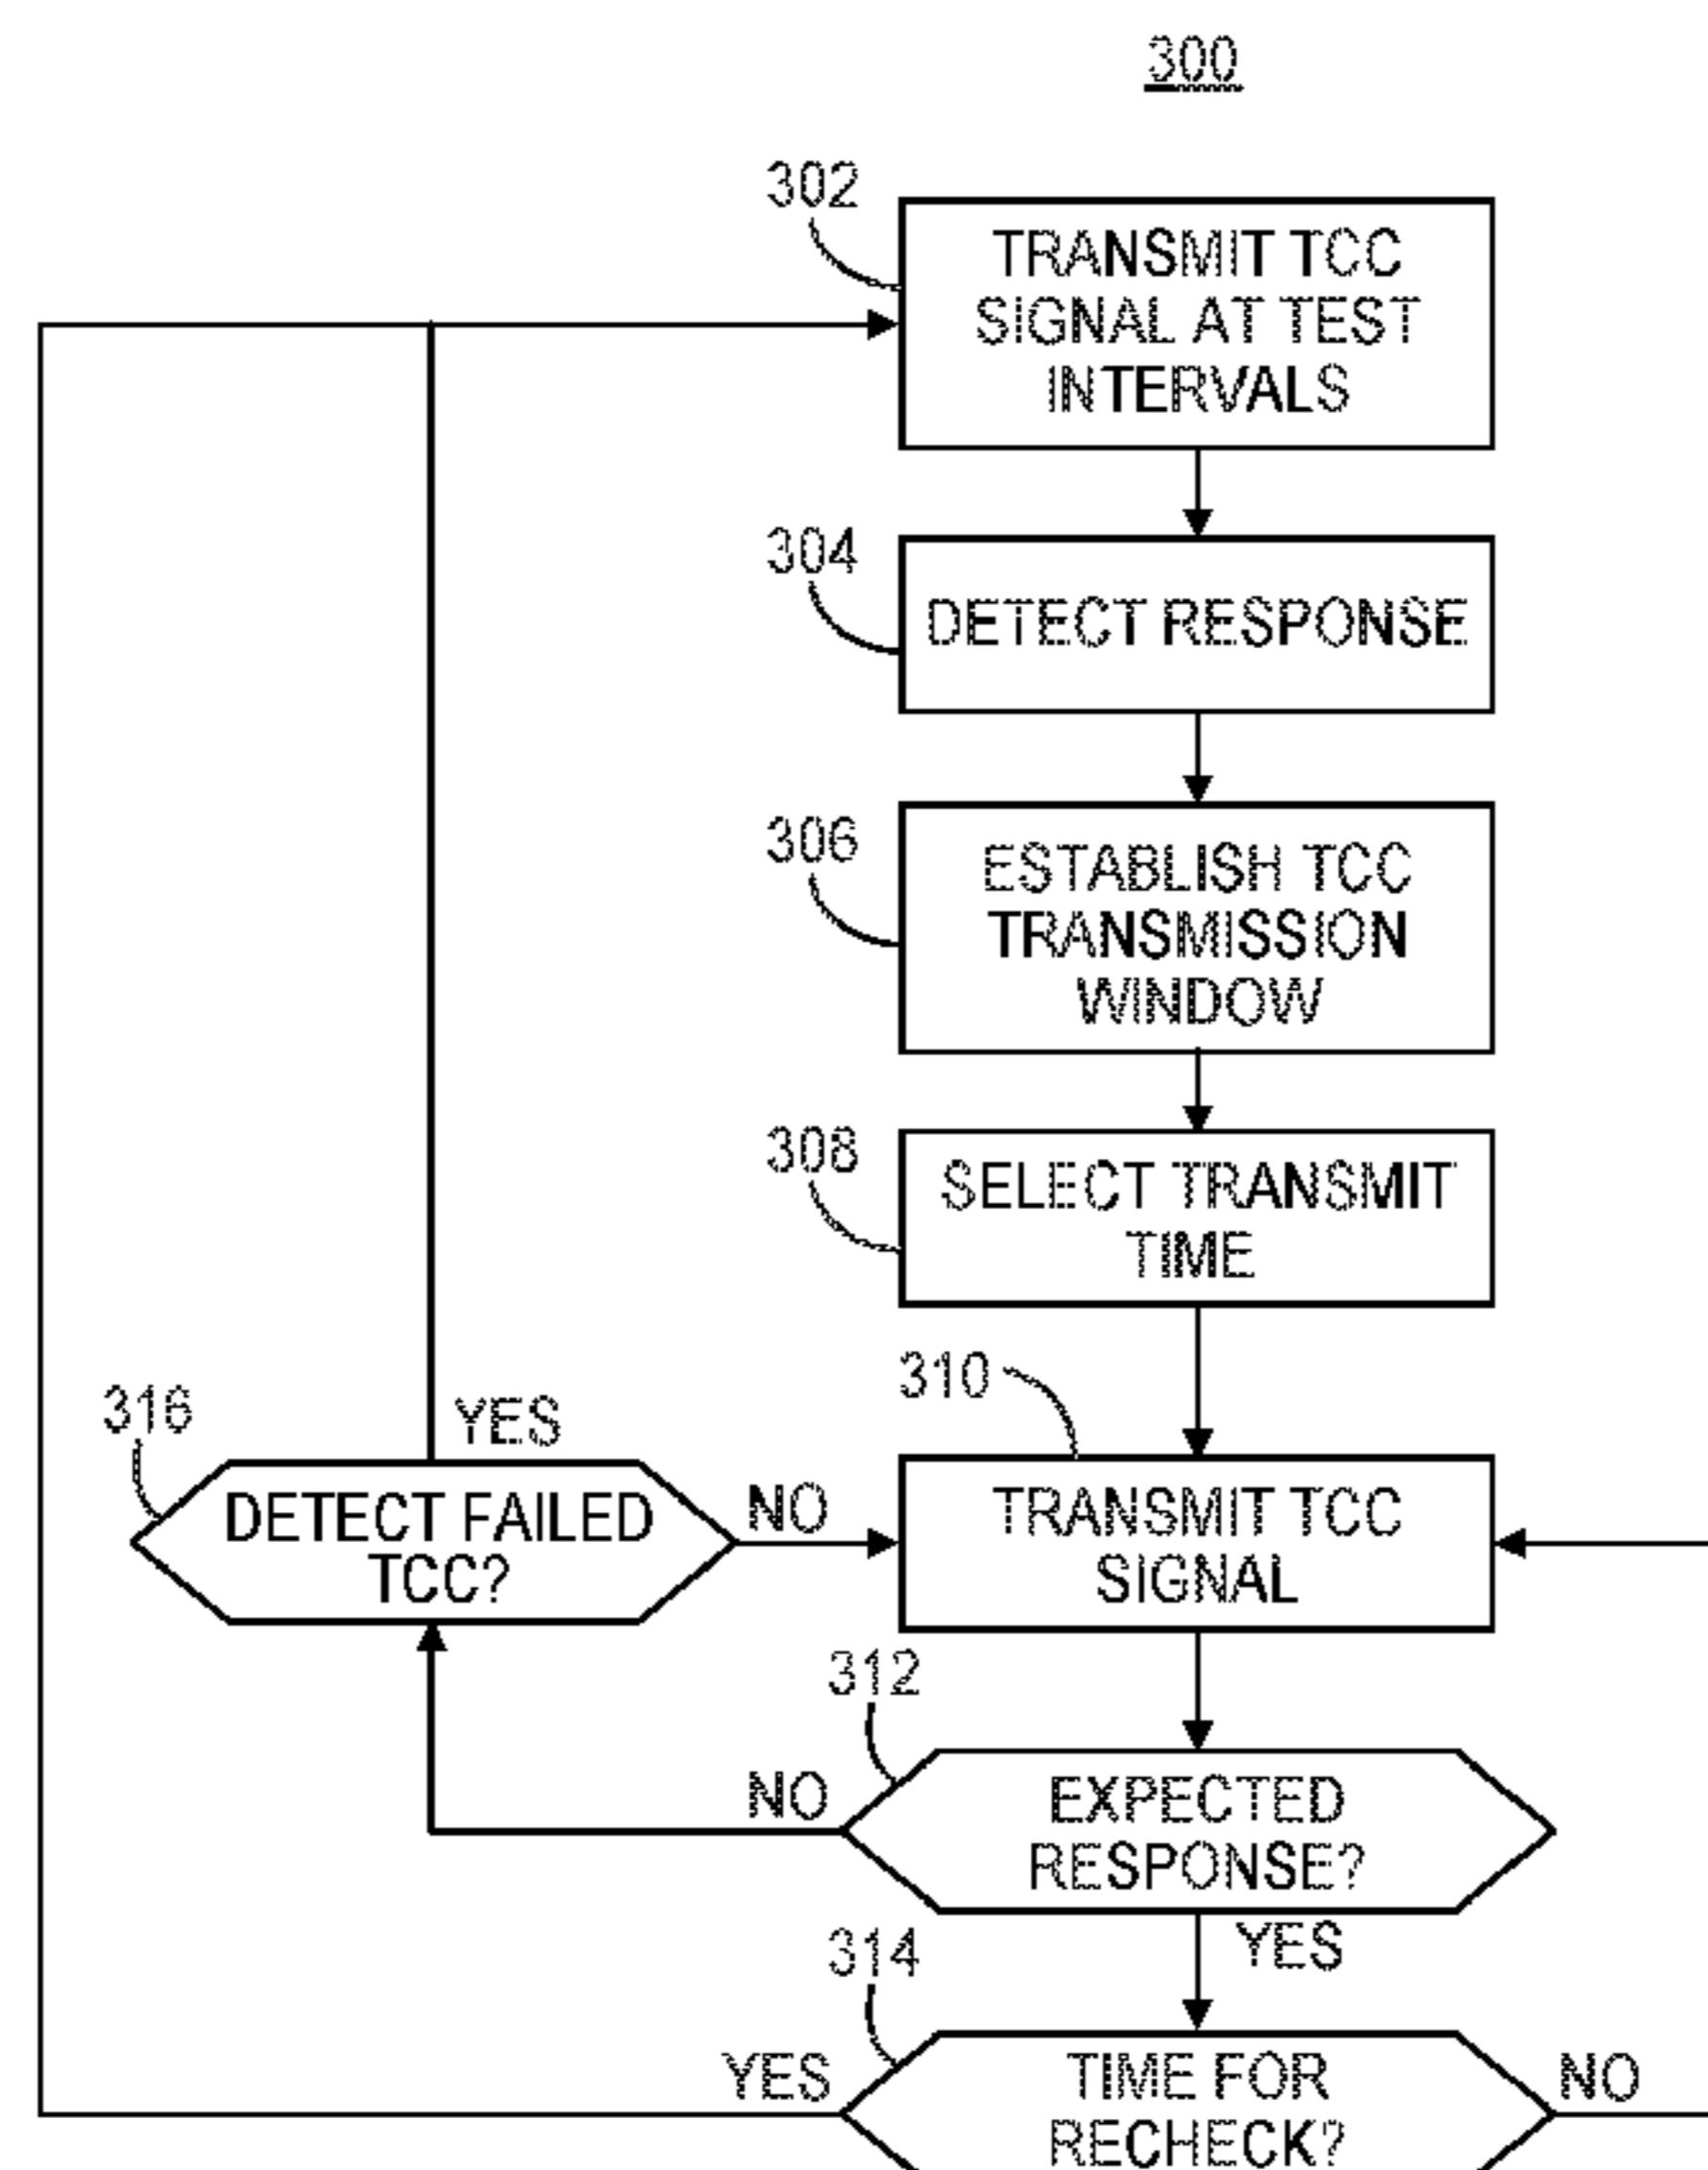 300
302
TRANSMIT TCC
SIGNAL AT TEST
INTERVALS
304
DETECT RESPONSE
306
ESTABLISH TCC
TRANSMISSION
WINDOW
308
SELECT TRANSMIT
TIME
310
316
YES
DETECT FAILED
TCC?
NO
TRANSMIT TCC
SIGNAL
312
NO
EXPECTED
RESPONSE?
YES
314
YES
TIME FOR
RECHECK?
NO